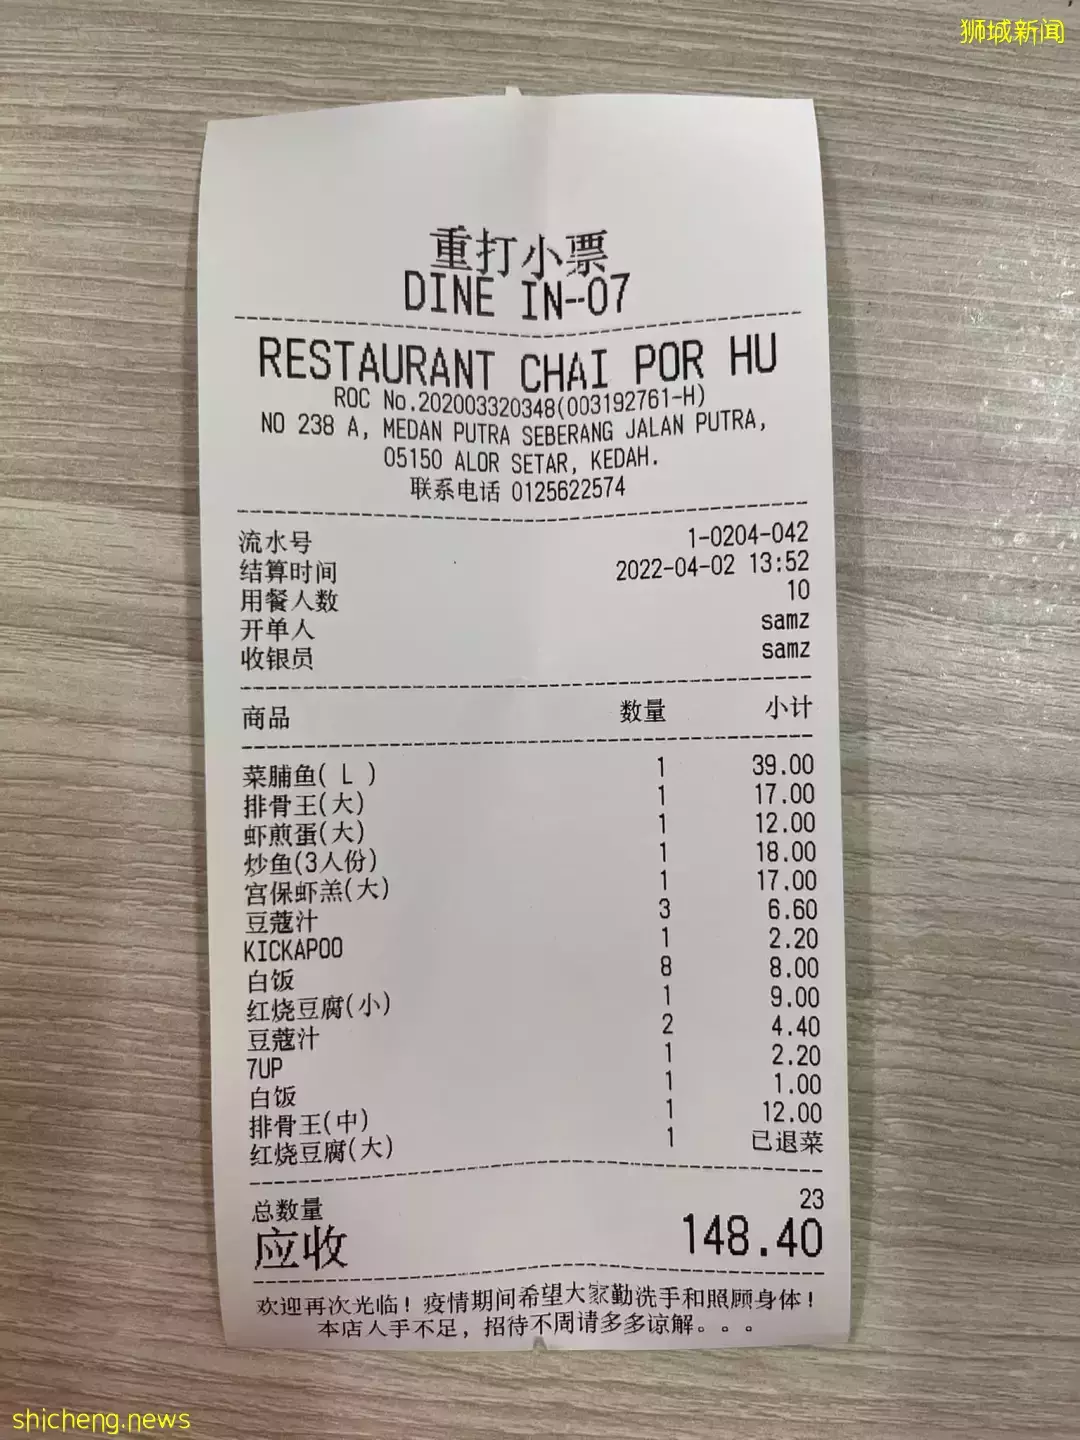 狮城新闻
重打小票
DINE IN--07
RESTAURANT CHAI POR HU
ROC No.202003320348(003192761-H)
NO 238 A, MEDAN PUTRA SEBERANG JALAN PUTRA,
05150 ALOR SETAR, KEDAH.
联系电话 0125622574
流水号 1-0204-042
结算时间 2022-04-02 13:52
用餐人数 10
开单人 samz
收银员 samz
商品 数量 小计
菜脯鱼( L ) 1 39.00
排骨王(大) 1 17.00
虾煎蛋(大) 1 12.00
炒鱼(3人份) 1 18.00
宫保虾羔(大) 1 17.00
豆蔻汁 3 6.60
KICKAPOO 1 2.20
白饭 8 8.00
红烧豆腐(小) 1 9.00
豆蔻汁 2 4.40
7UP 1 2.20
白饭 1 1.00
排骨王(中) 1 12.00
红烧豆腐(大) 1 已退菜
总数量 23
应收 148.40
欢迎再次光临! 疫情期间希望大家勤洗手和照顾身体!
本店人手不足, 招待不周请多多谅解。。。
shicheng.news